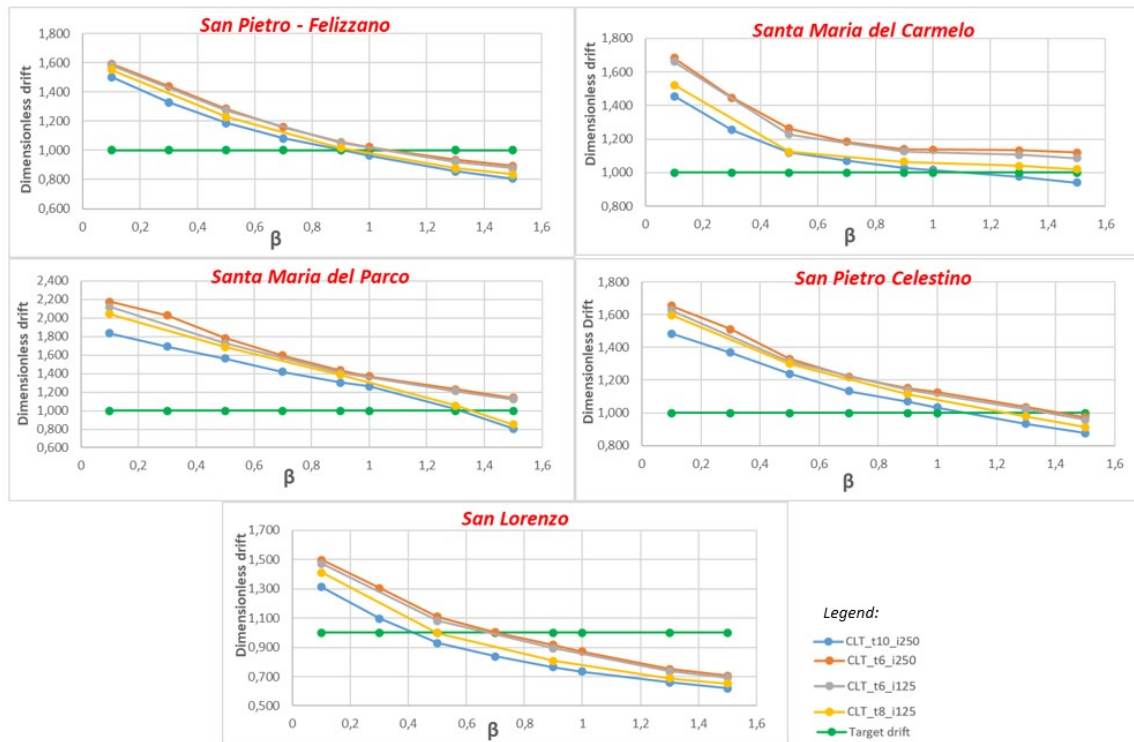 San Pietro - Felizzano
Dimensionless drift
1,800
1,600
1,400
1,200
1,000
0,800
0,600
0 0,2 0,4 0,6 0,8 1 1,2 1,4 1,6
β
Santa Maria del Carmelo
Dimensionless drift
1,800
1,600
1,400
1,200
1,000
0,800
0 0,2 0,4 0,6 0,8 1 1,2 1,4 1,6
β
Santa Maria del Parco
Dimensionless drift
2,400
2,200
2,000
1,800
1,600
1,400
1,200
1,000
0,800
0,600
0 0,2 0,4 0,6 0,8 1 1,2 1,4 1,6
β
San Pietro Celestino
Dimensionless Drift
1,800
1,600
1,400
1,200
1,000
0,800
0 0,2 0,4 0,6 0,8 1 1,2 1,4 1,6
β
San Lorenzo
Dimensionless drift
1,700
1,500
1,300
1,100
0,900
0,700
0,500
0 0,2 0,4 0,6 0,8 1 1,2 1,4 1,6
β
Legend:
CLT_t10_i250
CLT_t6_i250
CLT_t6_i125
CLT_t8_i125
Target drift